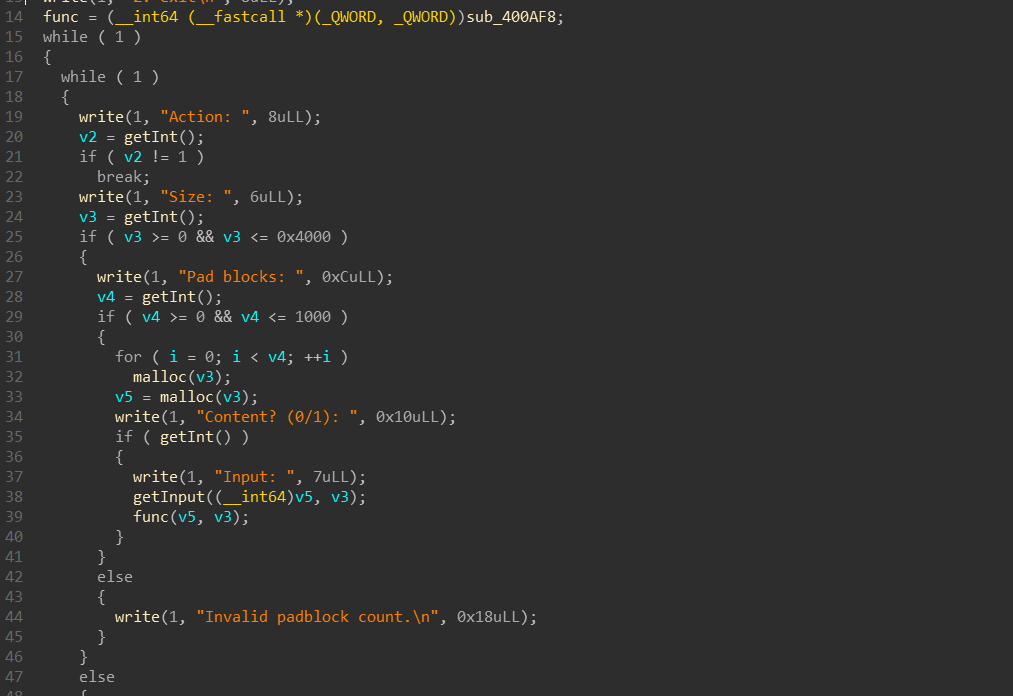 14 func = (__int64 (__fastcall *)(_QWORD, _QWORD))sub_400AF8;
15 while ( 1 )
16 {
17   while ( 1 )
18   {
19     write(1, "Action: ", 8uLL);
20     v2 = getInt();
21     if ( v2 != 1 )
22       break;
23     write(1, "Size: ", 6uLL);
24     v3 = getInt();
25     if ( v3 >= 0 && v3 <= 0x4000 )
26     {
27       write(1, "Pad blocks: ", 0xCuLL);
28       v4 = getInt();
29       if ( v4 >= 0 && v4 <= 1000 )
30       {
31         for ( i = 0; i < v4; ++i )
32           malloc(v3);
33         v5 = malloc(v3);
34         write(1, "Content? (0/1): ", 0x10uLL);
35         if ( getInt() )
36         {
37           write(1, "Input: ", 7uLL);
38           getInput((__int64)v5, v3);
39           func(v5, v3);
40         }
41       }
42       else
43       {
44         write(1, "Invalid padblock count.\n", 0x18uLL);
45       }
46     }
47     else